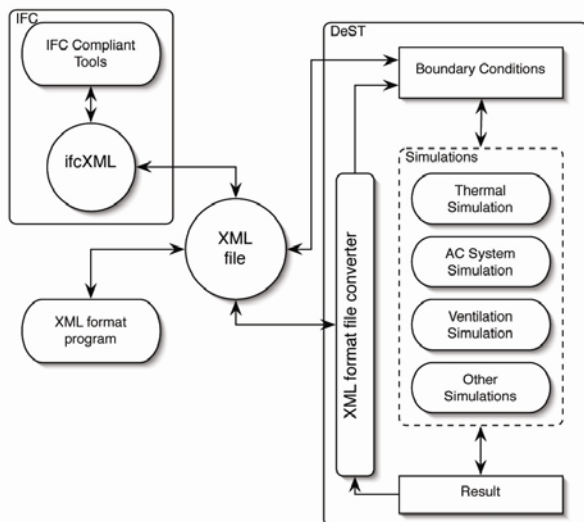 IFC
IFC Compliant
Tools
ifcXML
XML
file
XML format
program
DeST
Boundary Conditions
XML format file converter
Simulations
Thermal
Simulation
AC System
Simulation
Ventilation
Simulation
Other
Simulations
Result